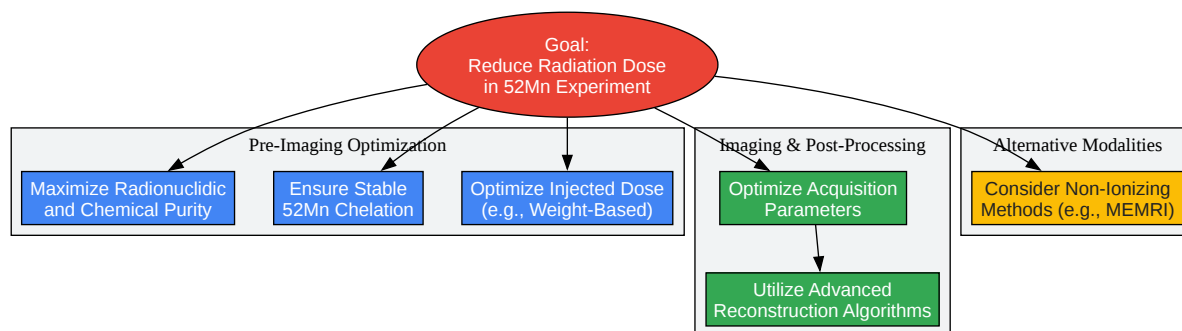 Goal:
Reduce Radiation Dose
in 52Mn Experiment
Pre-Imaging Optimization
Imaging & Post-Processing
Alternative Modalities
Maximize Radionuclidic
and Chemical Purity
Ensure Stable
52Mn Chelation
Optimize Injected Dose
(e.g., Weight-Based)
Optimize Acquisition
Parameters
Consider Non-Ionizing
Methods (e.g., MEMRI)
Utilize Advanced
Reconstruction Algorithms